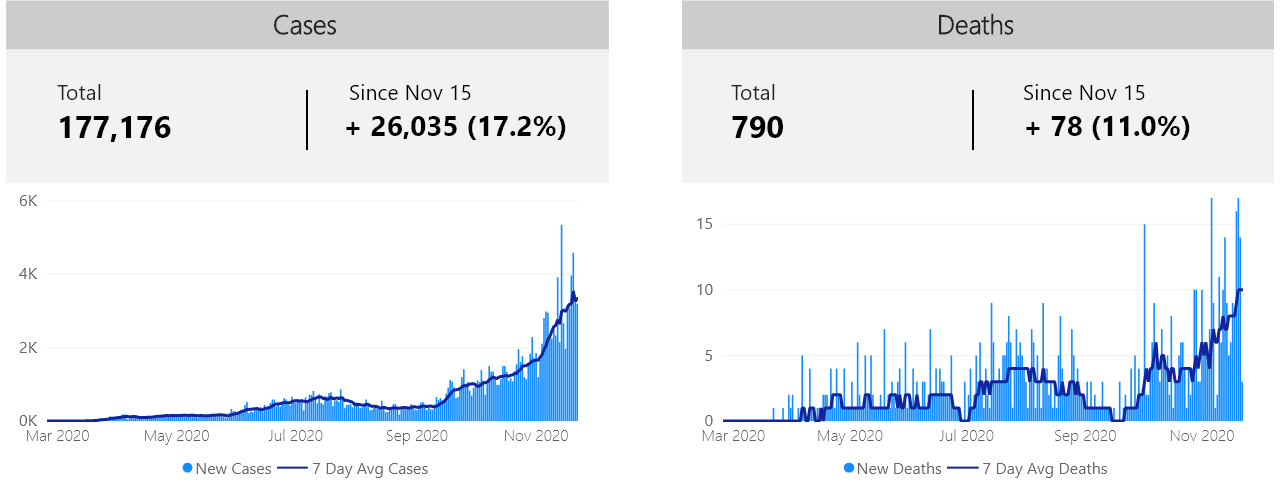 Cases
Total
Since Nov 15
177,176
+ 26,035 (17.2%)
6K
4K
2K
0K
Mar 2020 May 2020 Jul 2020 Sep 2020 Nov 2020
New Cases 7 Day Avg Cases
Deaths
Total
Since Nov 15
790
+ 78 (11.0%)
15
10
5
0
Mar 2020 May 2020 Jul 2020 Sep 2020 Nov 2020
New Deaths 7 Day Avg Deaths